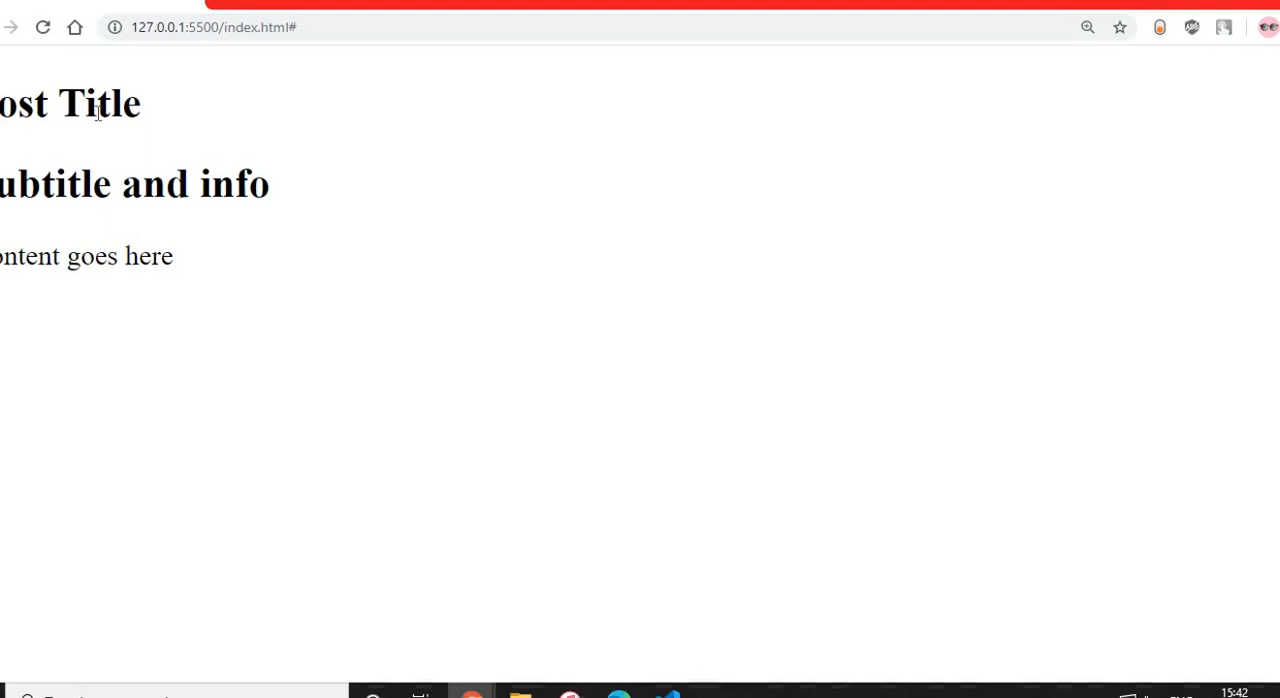 127.0.0.1:5500/index.html#
ost Title
ubtitle and info
ontent goes here
15:42